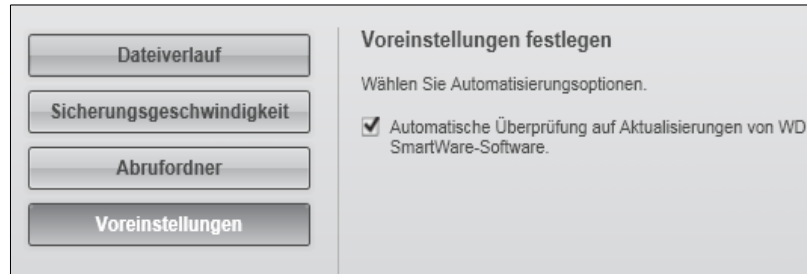 Dateiverlauf
Sicherungsgeschwindigkeit
Abrufordner
Voreinstellungen
Voreinstellungen festlegen
Wählen Sie Automatisierungsoptionen.
Automatische Überprüfung auf Aktualisierungen von WD
SmartWare-Software.